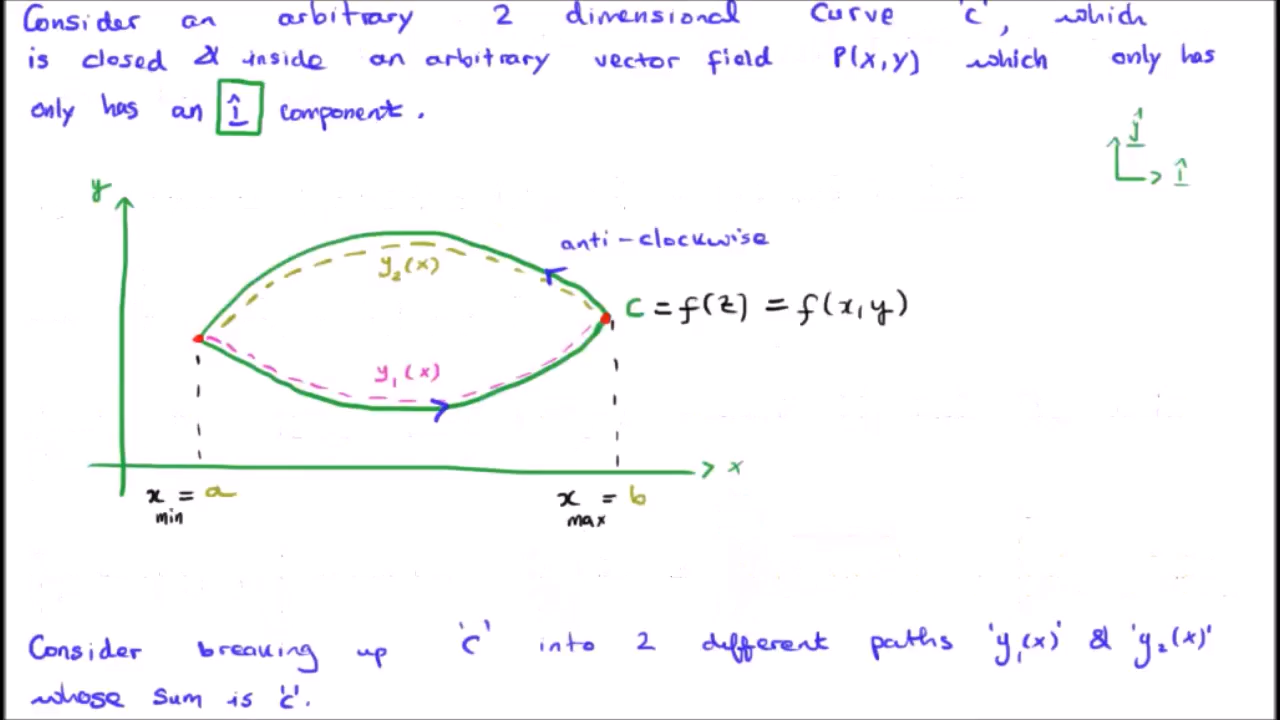 Consider an arbitrary 2 dimensional curve 'c', which
is closed & inside an arbitrary vector field P(x,y) which only has
only has an î component.
ĵ
î
y
anti-clockwise
y₂(x)
C = f(z) = f(x,y)
y₁(x)
x
x min = a
x max = b
Consider breaking up 'c' into 2 different paths 'y₁(x)' & 'y₂(x)'
whose sum is 'c'.